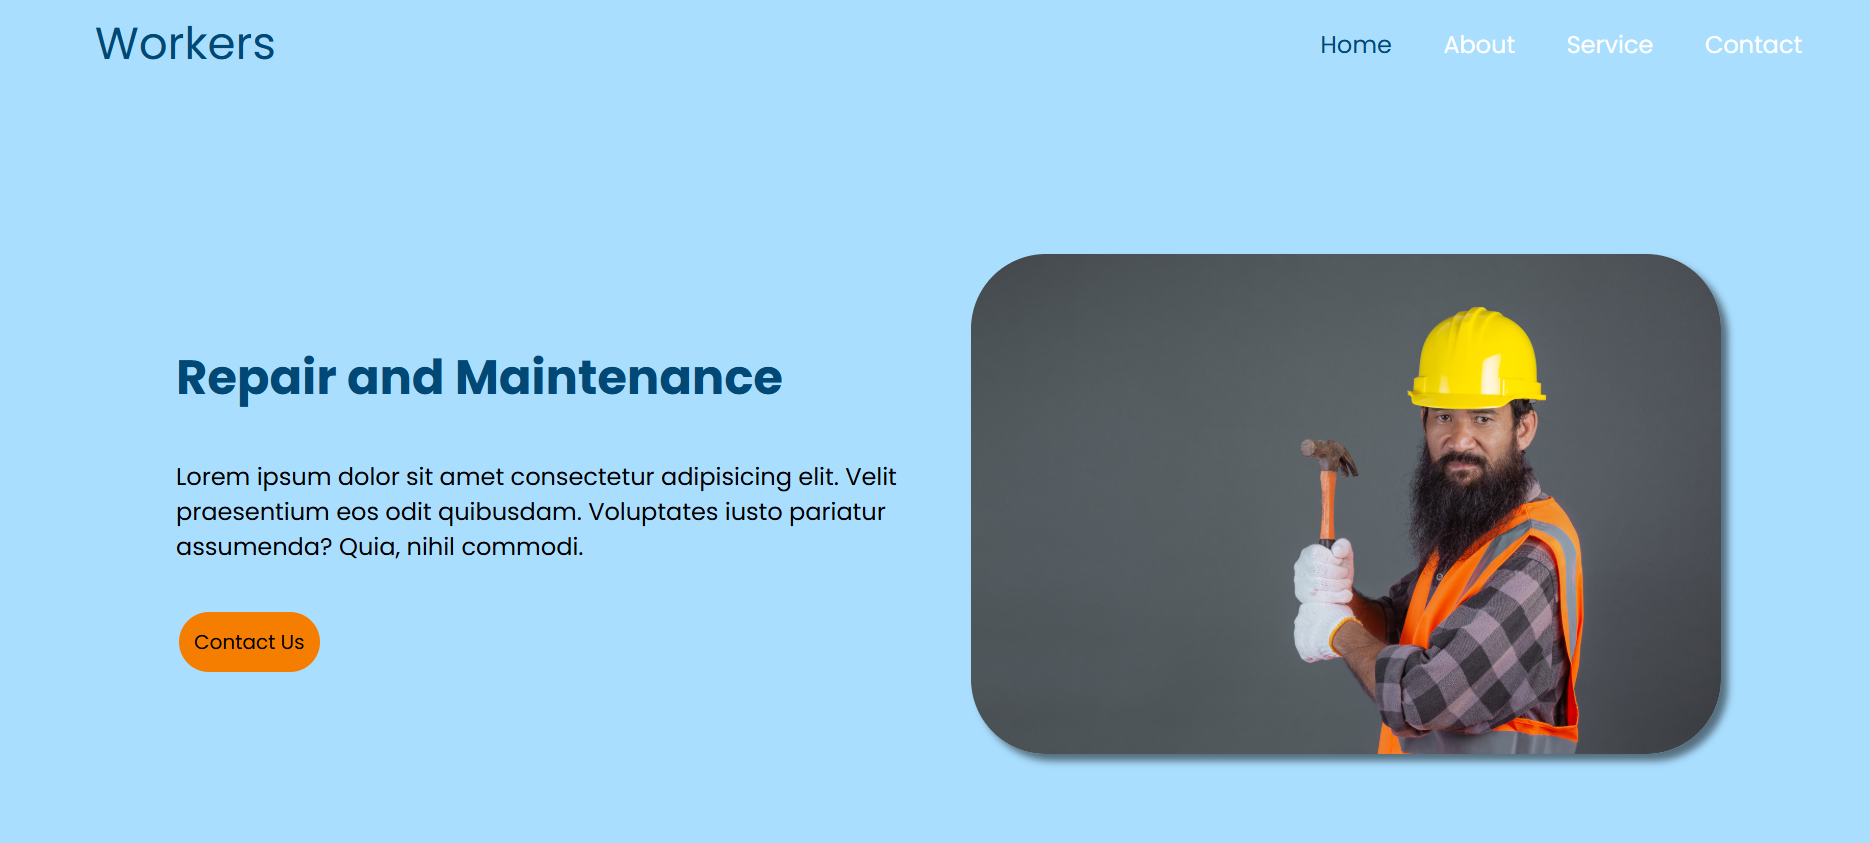 Workers
Home About Service Contact
Repair and Maintenance
Lorem ipsum dolor sit amet consectetur adipisicing elit. Velit
praesentium eos odit quibusdam. Voluptates iusto pariatur
assumenda? Quia, nihil commodi.
Contact Us